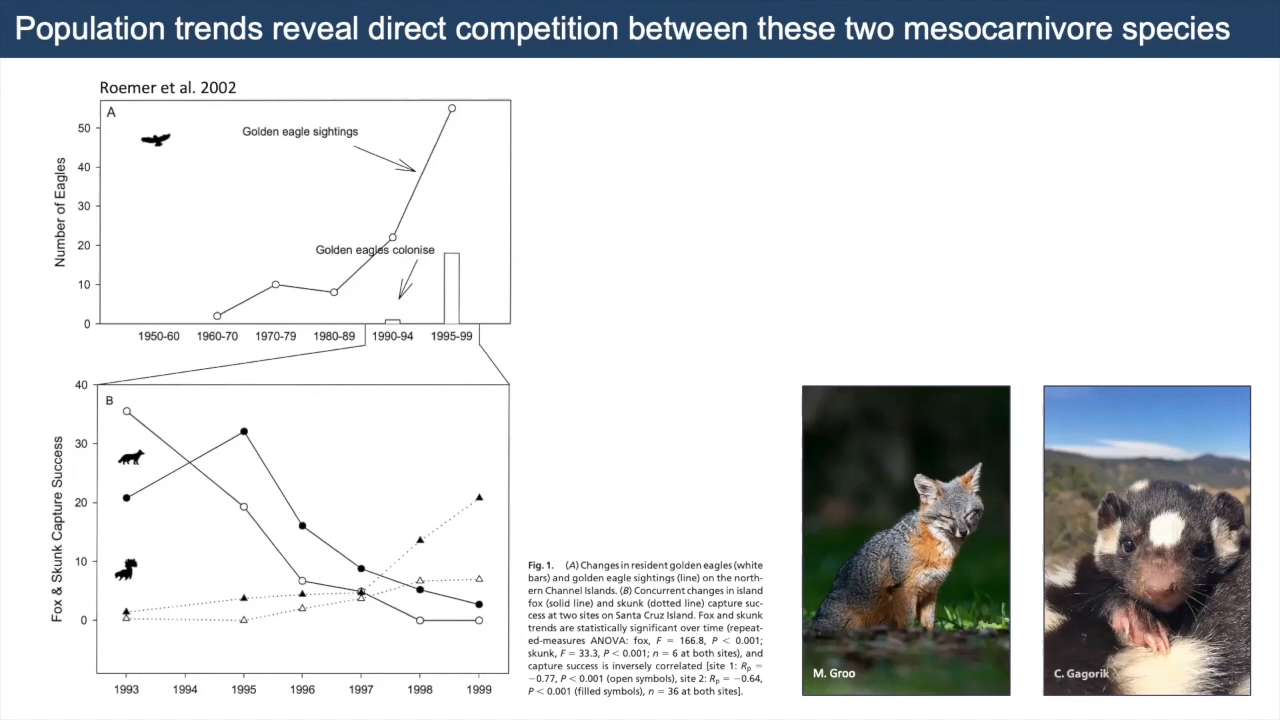 Population trends reveal direct competition between these two mesocarnivore species
Roemer et al. 2002
A
Golden eagle sightings
Golden eagles colonise
Number of Eagles
50
40
30
20
10
0
1950-60 1960-70 1970-79 1980-89 1990-94 1995-99
B
Fox & Skunk Capture Success
40
30
20
10
0
1993 1994 1995 1996 1997 1998 1999
Fig. 1. (A) Changes in resident golden eagles (white
bars) and golden eagle sightings (line) on the north-
ern Channel Islands. (B) Concurrent changes in island
fox (solid line) and skunk (dotted line) capture suc-
cess at two sites on Santa Cruz Island. Fox and skunk
trends are statistically significant over time (repeat-
ed-measures ANOVA: fox, F = 166.8, P < 0.001;
skunk, F = 33.3, P < 0.001; n = 6 at both sites), and
capture success is inversely correlated [site 1: Rp =
−0.77, P < 0.001 (open symbols), site 2: Rp = −0.64,
P < 0.001 (filled symbols), n = 36 at both sites].
M. Groo
C. Gagorik